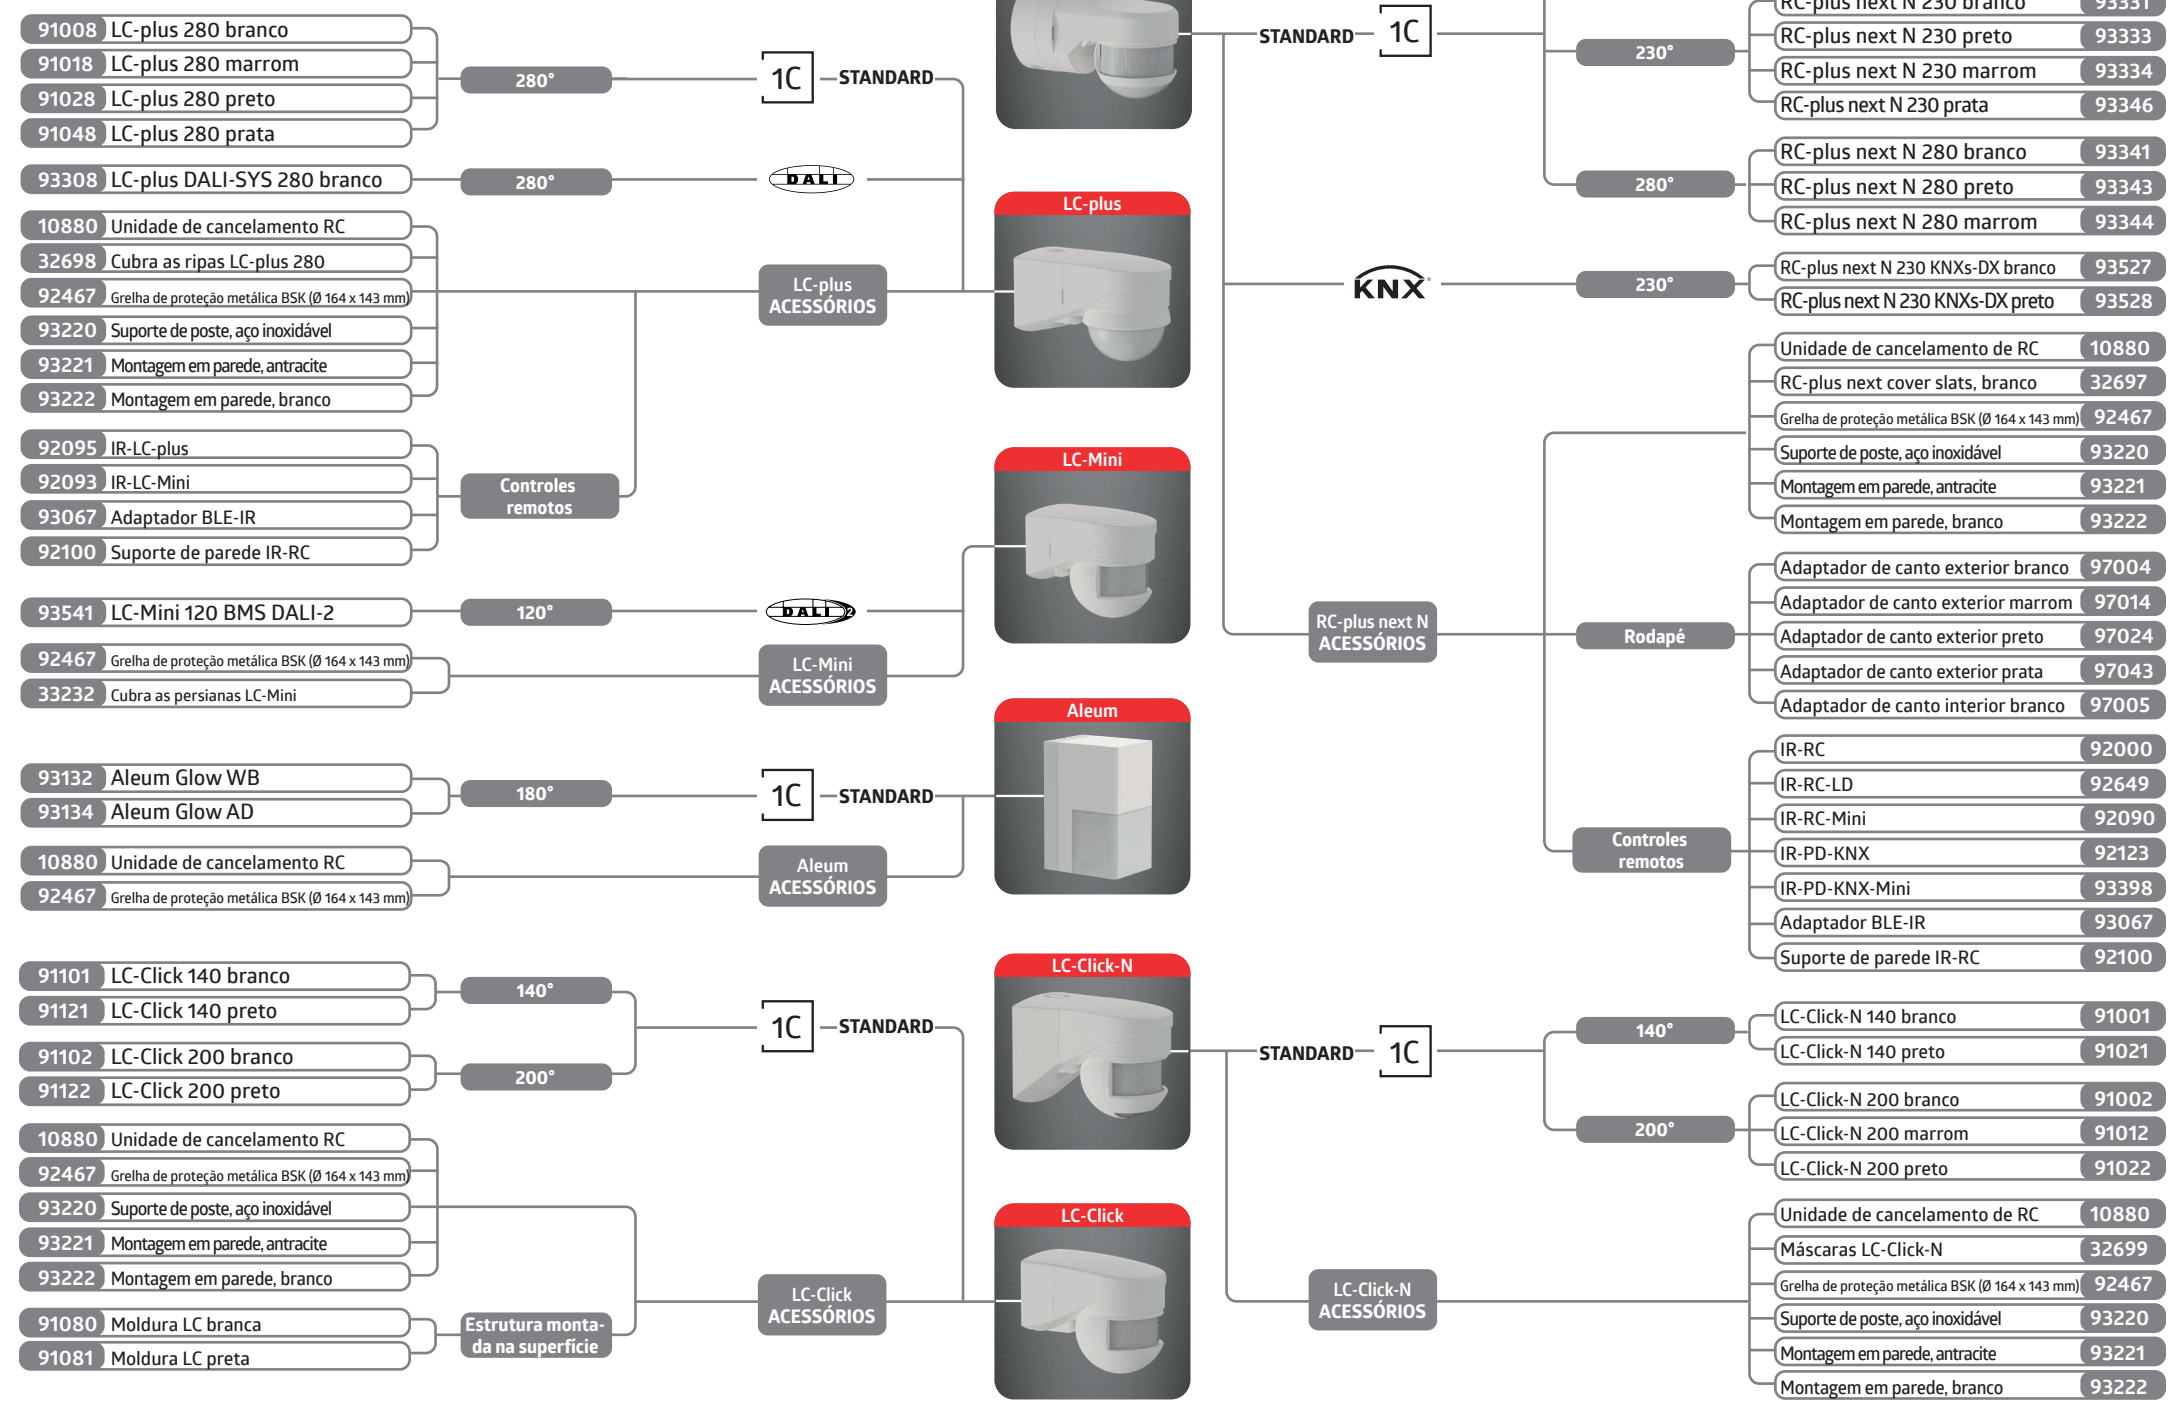 91008 LC-plus 280 branco
91018 LC-plus 280 marrom
91028 LC-plus 280 preto
91048 LC-plus 280 prata
280°
1C
STANDARD
93308 LC-plus DALI-SYS 280 branco
280°
DALI
10880 Unidade de cancelamento RC
32698 Cubra as ripas LC-plus 280
92467 Grelha de proteção metálica BSK (Ø 164 x 143 mm)
93220 Suporte de poste, aço inoxidável
93221 Montagem em parede, antracite
93222 Montagem em parede, branco
LC-plus
ACESSÓRIOS
LC-plus
92095 IR-LC-plus
92093 IR-LC-Mini
93067 Adaptador BLE-IR
92100 Suporte de parede IR-RC
Controles
remotos
LC-Mini
93541 LC-Mini 120 BMS DALI-2
120°
DALI 2
92467 Grelha de proteção metálica BSK (Ø 164 x 143 mm)
33232 Cubra as persianas LC-Mini
LC-Mini
ACESSÓRIOS
Aleum
93132 Aleum Glow WB
93134 Aleum Glow AD
180°
1C
STANDARD
10880 Unidade de cancelamento RC
92467 Grelha de proteção metálica BSK (Ø 164 x 143 mm)
Aleum
ACESSÓRIOS
91101 LC-Click 140 branco
91121 LC-Click 140 preto
140°
91102 LC-Click 200 branco
91122 LC-Click 200 preto
200°
1C
STANDARD
10880 Unidade de cancelamento RC
92467 Grelha de proteção metálica BSK (Ø 164 x 143 mm)
93220 Suporte de poste, aço inoxidável
93221 Montagem em parede, antracite
93222 Montagem em parede, branco
91080 Moldura LC branca
91081 Moldura LC preta
Estrutura monta-
da na superfície
LC-Click
ACESSÓRIOS
LC-Click-N
LC-Click
STANDARD
1C
230°
RC-plus next N 230 branco 93331
RC-plus next N 230 preto 93333
RC-plus next N 230 marrom 93334
RC-plus next N 230 prata 93346
280°
RC-plus next N 280 branco 93341
RC-plus next N 280 preto 93343
RC-plus next N 280 marrom 93344
KNX
230°
RC-plus next N 230 KNXs-DX branco 93527
RC-plus next N 230 KNXs-DX preto 93528
Unidade de cancelamento de RC 10880
RC-plus next cover slats, branco 32697
Grelha de proteção metálica BSK (Ø 164 x 143 mm) 92467
Suporte de poste, aço inoxidável 93220
Montagem em parede, antracite 93221
Montagem em parede, branco 93222
RC-plus next N
ACESSÓRIOS
Rodapé
Adaptador de canto exterior branco 97004
Adaptador de canto exterior marrom 97014
Adaptador de canto exterior preto 97024
Adaptador de canto exterior prata 97043
Adaptador de canto interior branco 97005
Controles
remotos
IR-RC 92000
IR-RC-LD 92649
IR-RC-Mini 92090
IR-PD-KNX 92123
IR-PD-KNX-Mini 93398
Adaptador BLE-IR 93067
Suporte de parede IR-RC 92100
STANDARD
1C
140°
LC-Click-N 140 branco 91001
LC-Click-N 140 preto 91021
200°
LC-Click-N 200 branco 91002
LC-Click-N 200 marrom 91012
LC-Click-N 200 preto 91022
LC-Click-N
ACESSÓRIOS
Unidade de cancelamento de RC 10880
Máscaras LC-Click-N 32699
Grelha de proteção metálica BSK (Ø 164 x 143 mm) 92467
Suporte de poste, aço inoxidável 93220
Montagem em parede, antracite 93221
Montagem em parede, branco 93222